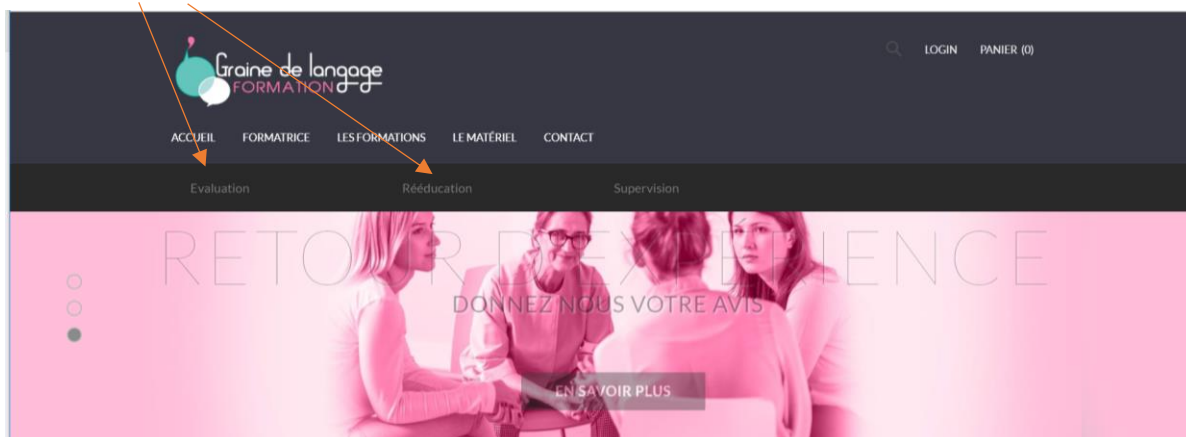 Graine de langage
FORMATION
LOGIN PANIER (0)
ACCUEIL FORMATRICE LES FORMATIONS LE MATÉRIEL CONTACT
Evaluation Rééducation Supervision
RETOUR D'EXPERIENCE
DONNEZ NOUS VOTRE AVIS
EN SAVOIR PLUS